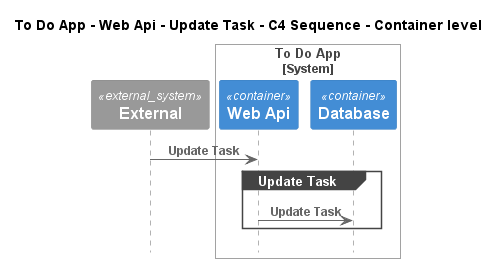 To Do App - Web Api - Update Task - C4 Sequence - Container level
To Do App
[System]
«external_system»
External
«container»
Web Api
«container»
Database
Update Task
Update Task
Update Task